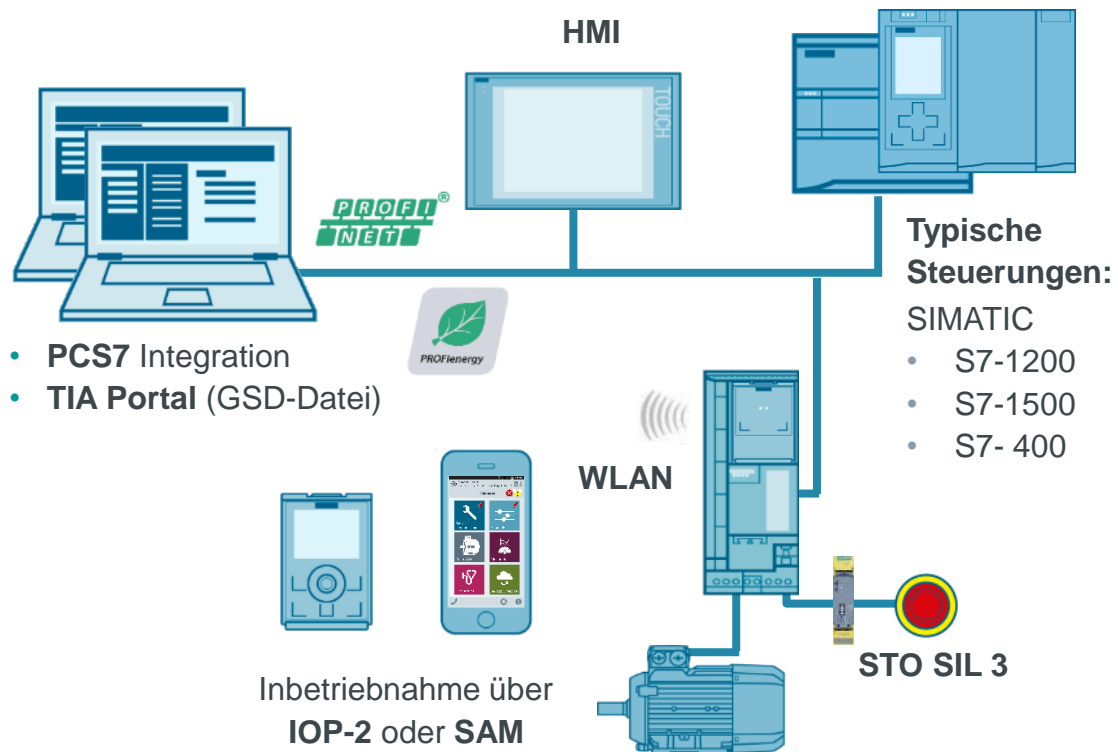 HMI
TOUCH
PROFI
NET
®
PROFIenergy
• PCS7 Integration
• TIA Portal (GSD-Datei)
Typische
Steuerungen:
SIMATIC
• S7-1200
• S7-1500
• S7- 400
WLAN
STO SIL 3
Inbetriebnahme über
IOP-2 oder SAM